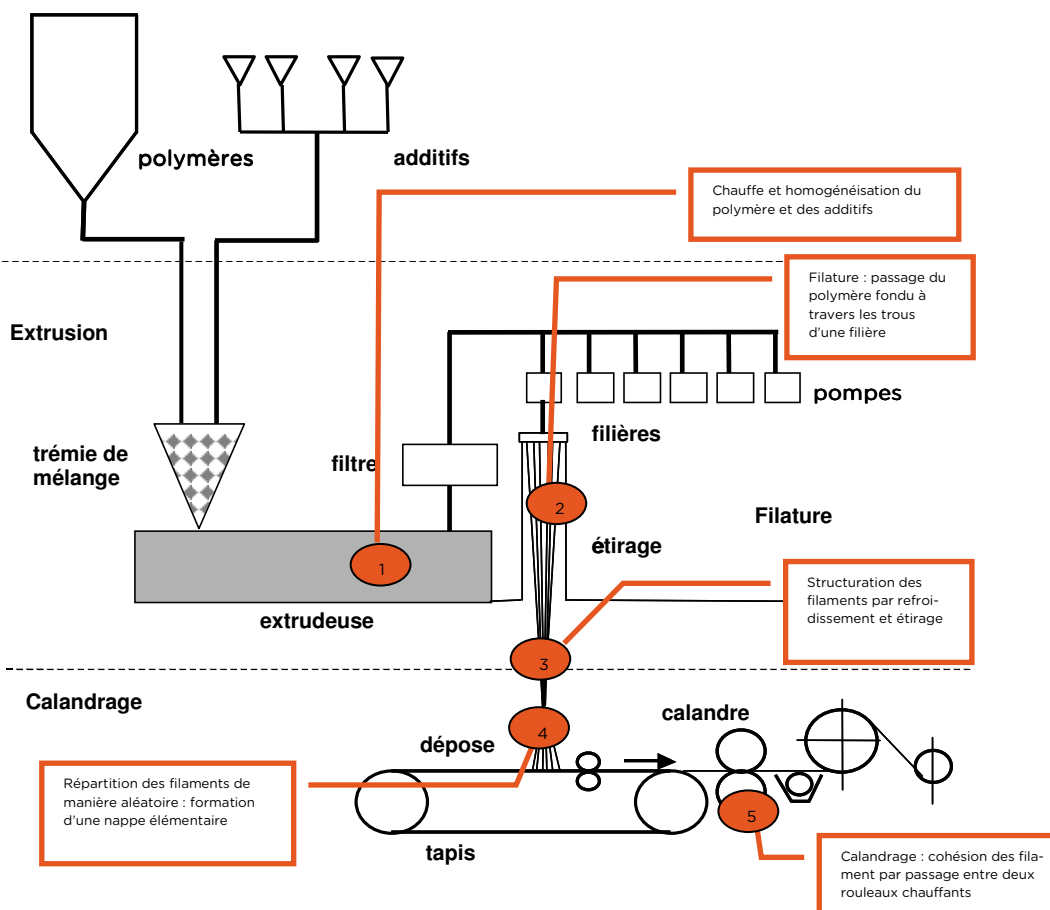 polymères
additifs
Chauffe et homogénéisation du
polymère et des additifs
Filature : passage du
polymère fondu à
travers les trous
d'une filière
Extrusion
pompes
filières
trémie de
mélange
filtre
2
Filature
étirage
1
extrudeuse
Structuration des
filaments par refroi-
dissement et étirage
3
Calandrage
calandre
4
dépose
Répartition des filaments de
manière aléatoire : formation
d'une nappe élémentaire
5
tapis
Calandrage : cohésion des fila-
ment par passage entre deux
rouleaux chauffants